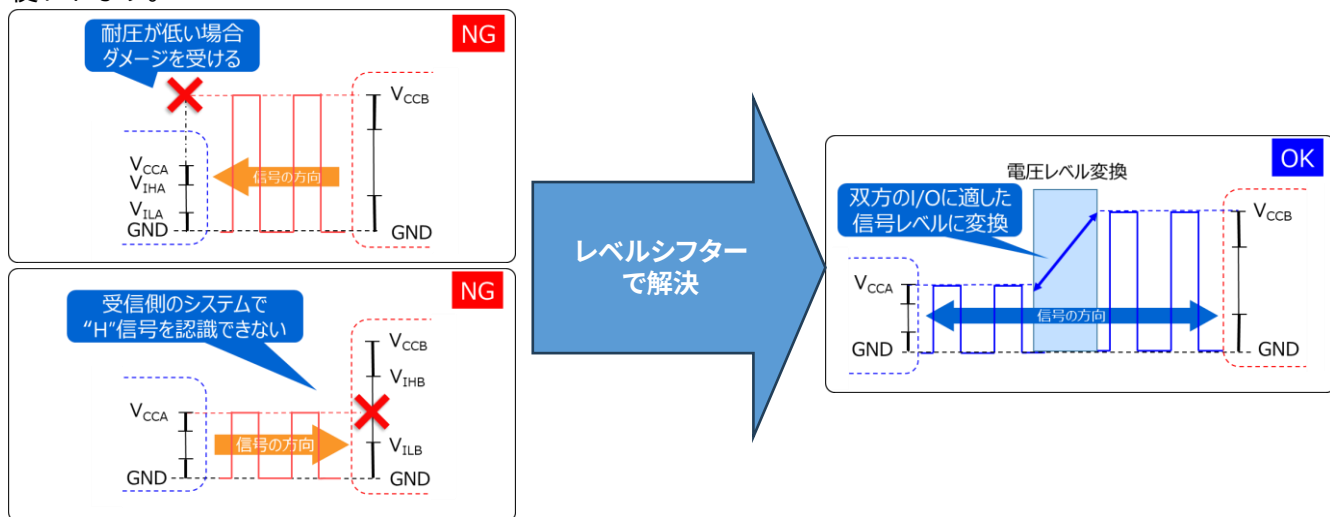 耐圧が低い場合
ダメージを受ける
NG
VCCB
VCCA
VIHA
VILA
GND
信号の方向
GND
受信側のシステムで
“H”信号を認識できない
NG
VCCB
VIHB
VCCA
信号の方向
VILB
GND
レベルシフター
で解決
OK
電圧レベル変換
双方のI/Oに適した
信号レベルに変換
VCCB
VCCA
信号の方向
GND
GND